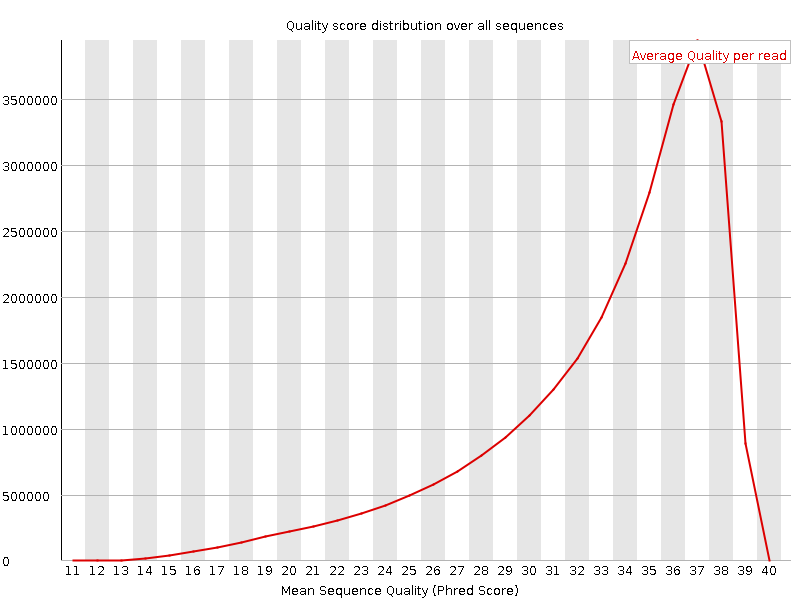 Quality score distribution over all sequences
Average Quality per read
3500000
3000000
2500000
2000000
1500000
1000000
500000
0
11 12 13 14 15 16 17 18 19 20 21 22 23 24 25 26 27 28 29 30 31 32 33 34 35 36 37 38 39 40
Mean Sequence Quality (Phred Score)